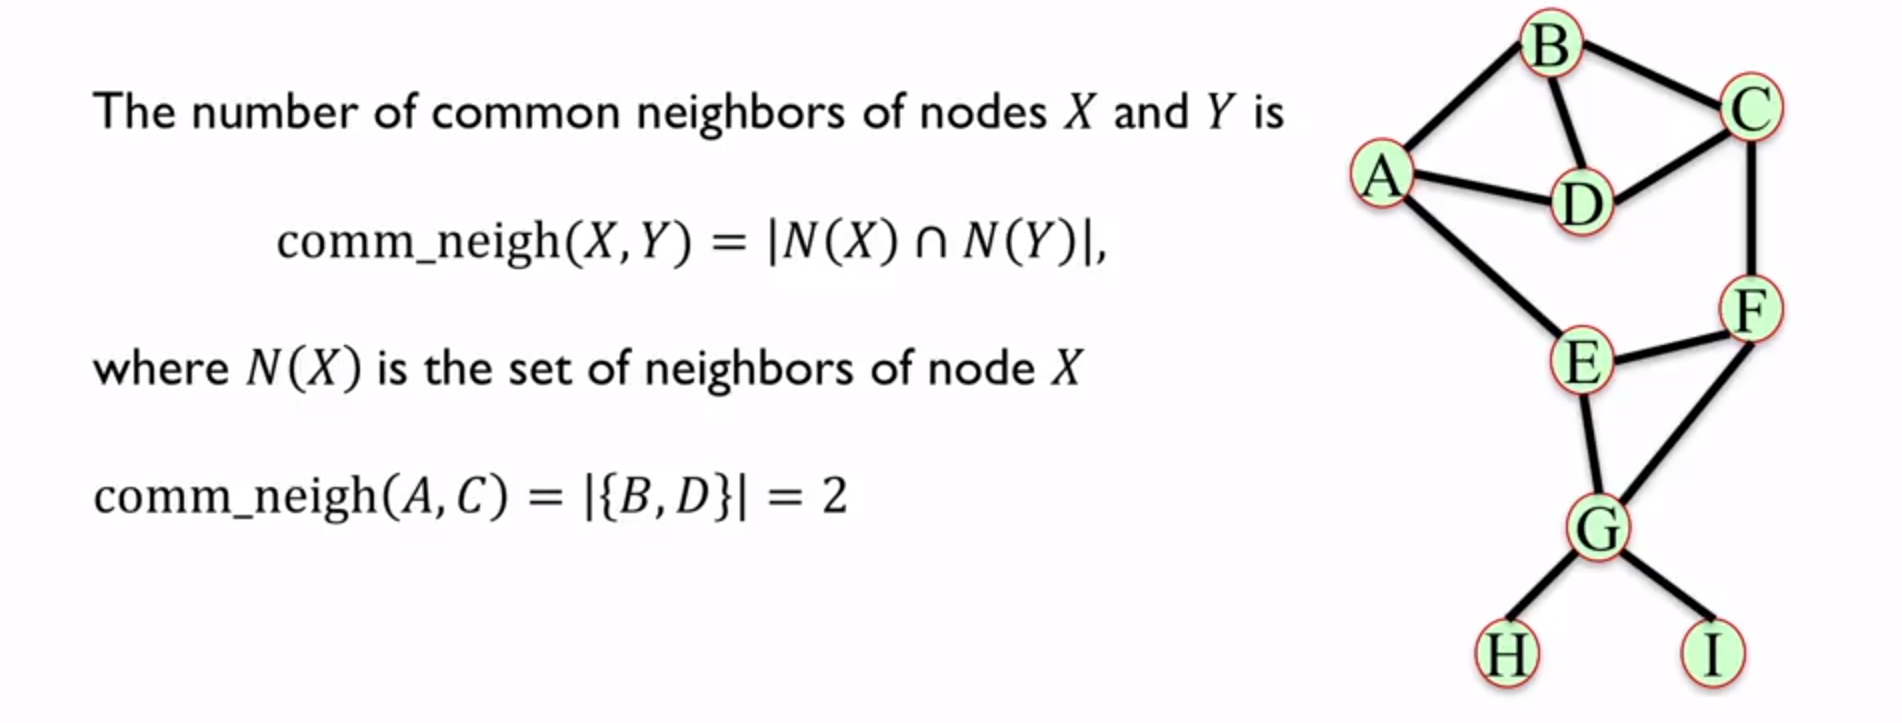 The number of common neighbors of nodes X and Y is
comm_neigh(X, Y) = |N(X) ∩ N(Y)|,
where N(X) is the set of neighbors of node X
comm_neigh(A, C) = |{B, D}| = 2
B
C
A
D
F
E
G
H
I